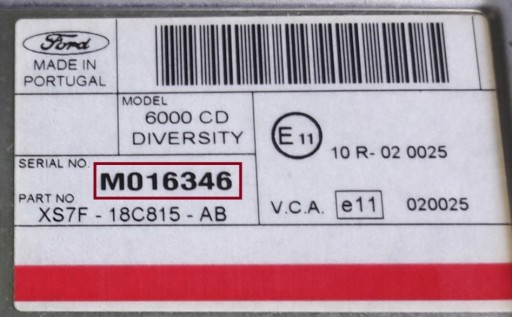 Ford
MADE IN
PORTUGAL
MODEL
6000 CD
DIVERSITY
E 11
10 R- 02 0025
SERIAL NO.
M016346
PART NO
XS7F - 18C815 - AB
V.C.A. e11 020025